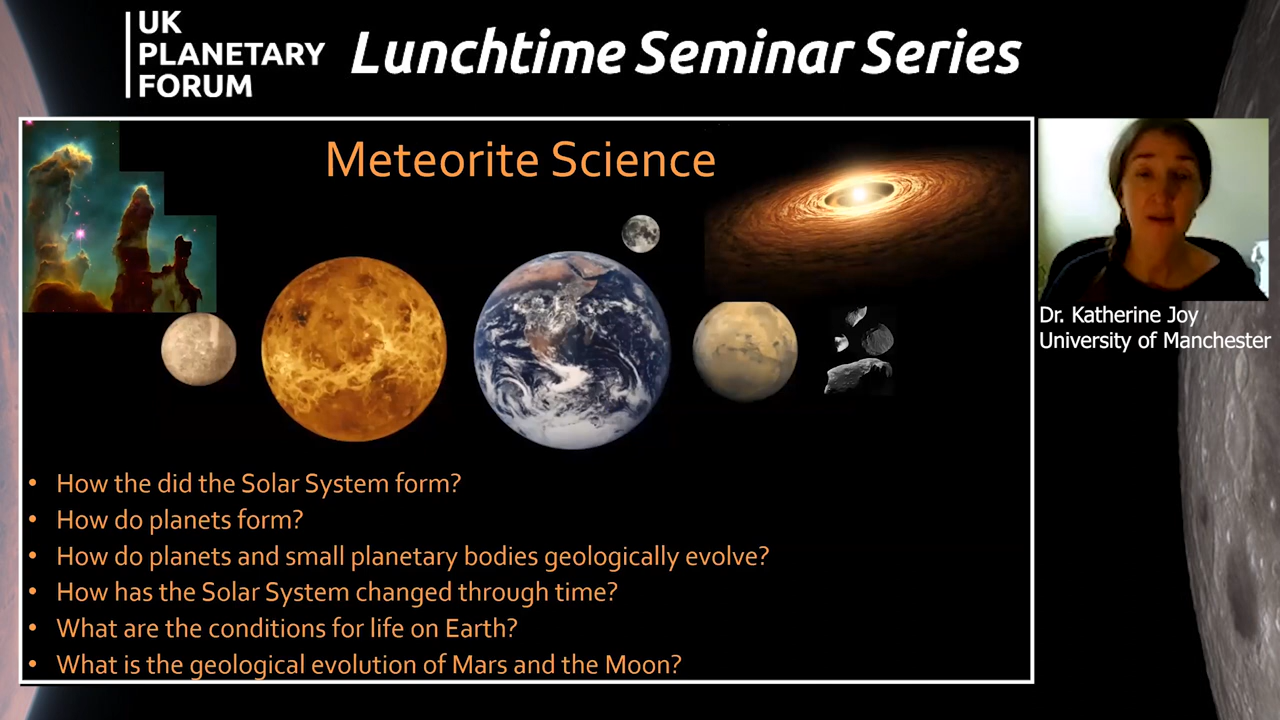 UK
PLANETARY
FORUM
Lunchtime Seminar Series
Meteorite Science
• How the did the Solar System form?
• How do planets form?
• How do planets and small planetary bodies geologically evolve?
• How has the Solar System changed through time?
• What are the conditions for life on Earth?
• What is the geological evolution of Mars and the Moon?
Dr. Katherine Joy
University of Manchester